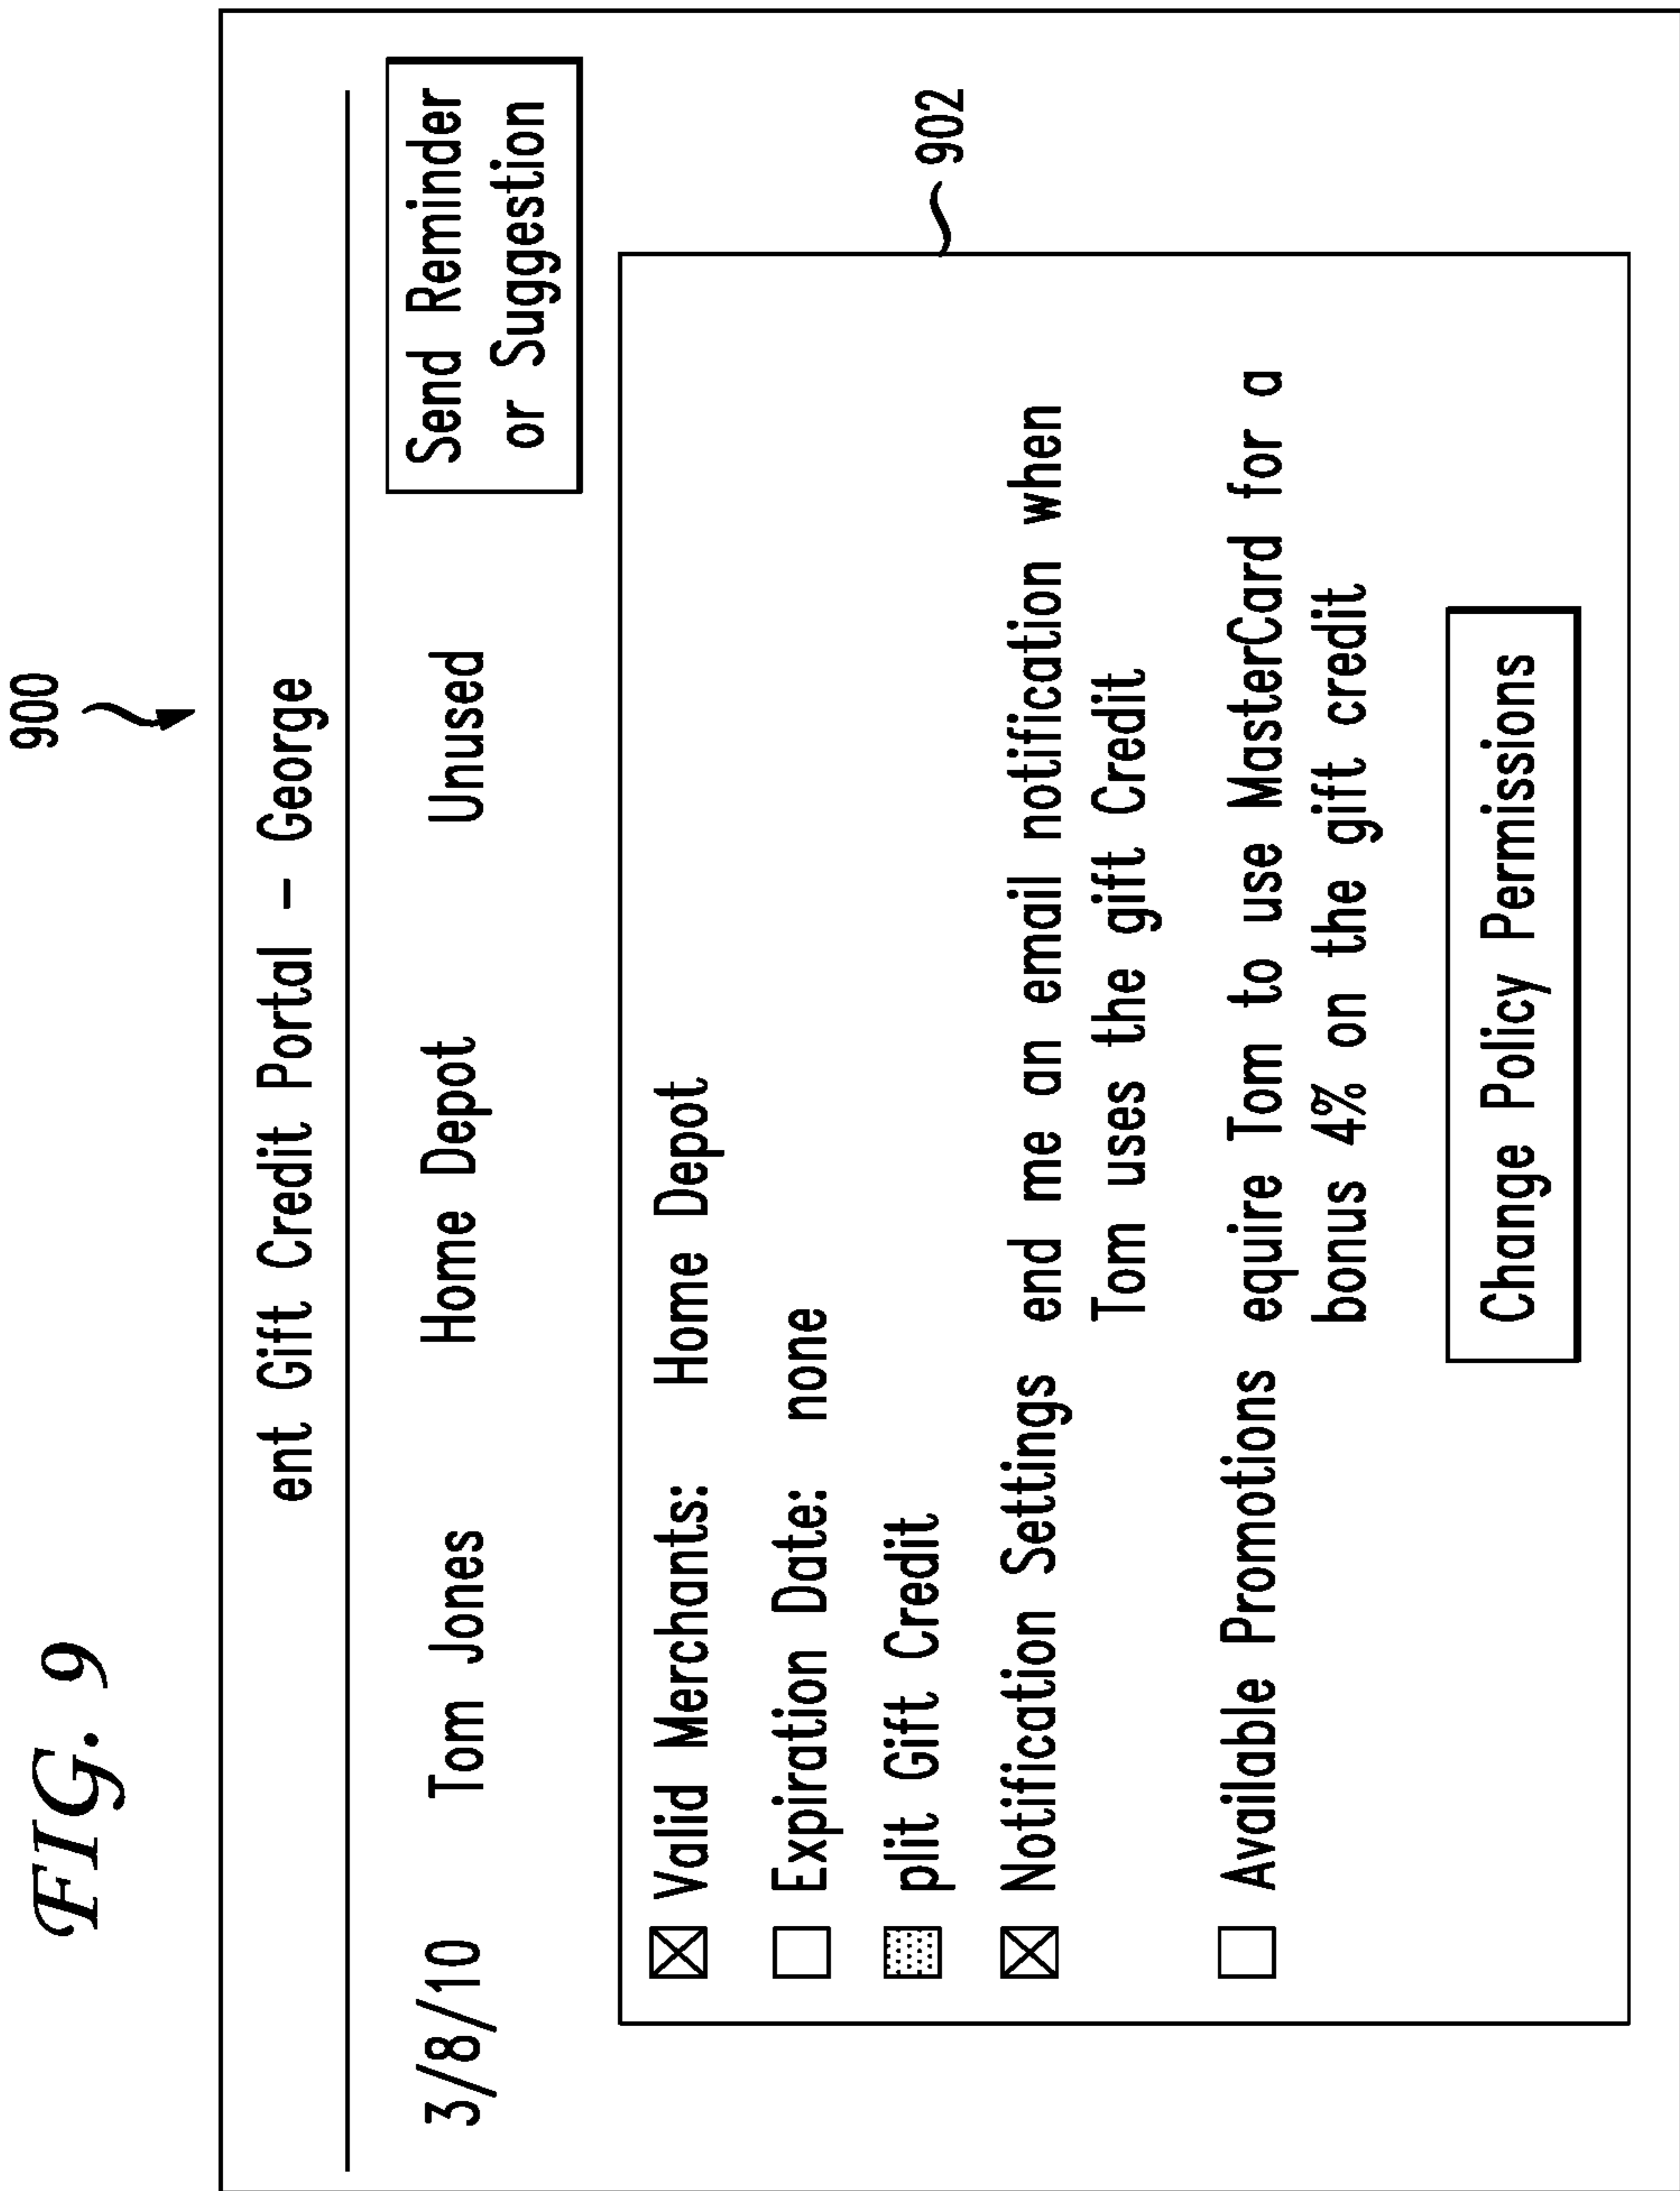 FIG. 9
900
ent Gift Credit Portal – George
3/8/10 Tom Jones Home Depot Unused Send Reminder
or Suggestion
Valid Merchants: Home Depot
Expiration Date: none
plit Gift Credit
Notification Settings end me an email notification when
Tom uses the gift Credit
Available Promotions equire Tom to use MasterCard for a
bonus 4% on the gift credit
Change Policy Permissions
902